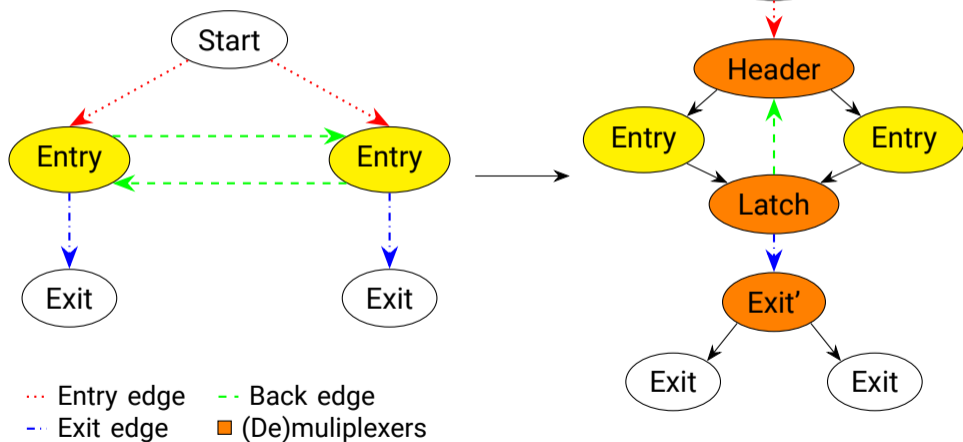 Start
Entry
Entry
Exit
Exit
Header
Entry
Entry
Latch
Exit’
Exit
Exit
Entry edge
Back edge
Exit edge
(De)muliplexers